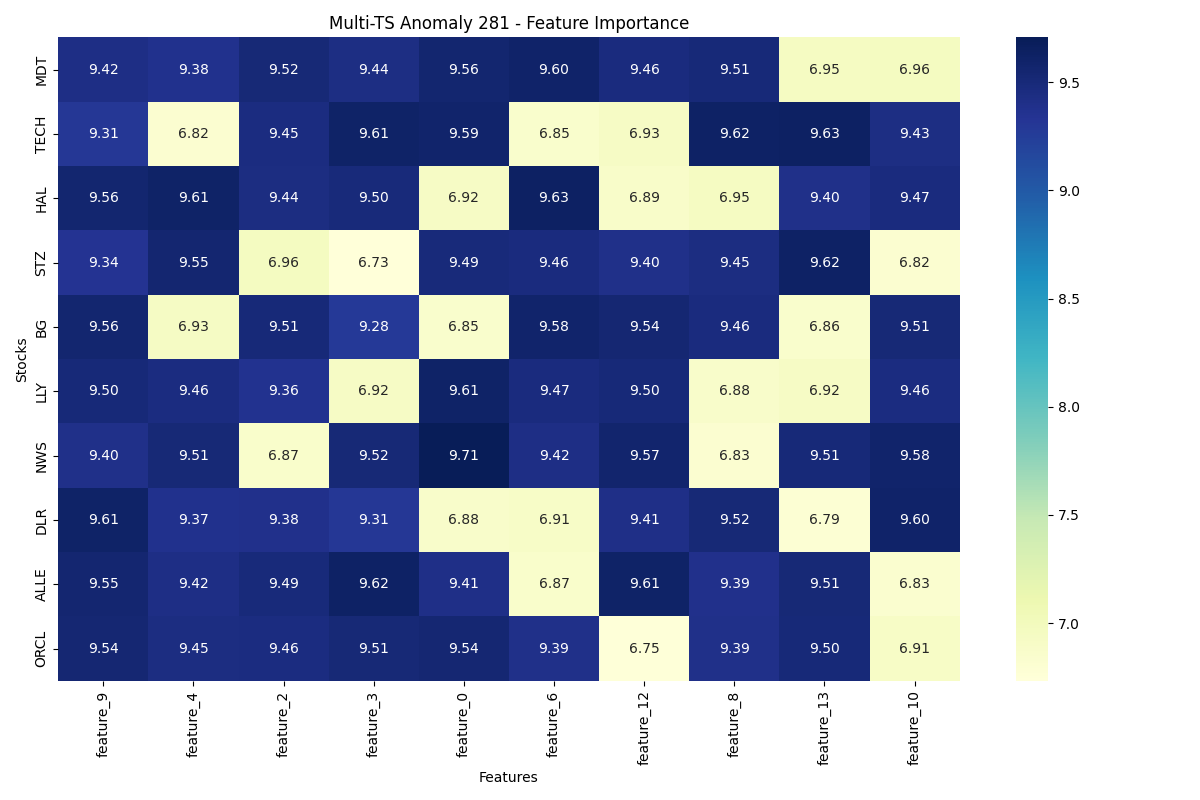 Multi-TS Anomaly 281 - Feature Importance
MDT 9.42 9.38 9.52 9.44 9.56 9.60 9.46 9.51 6.95 6.96
TECH 9.31 6.82 9.45 9.61 9.59 6.85 6.93 9.62 9.63 9.43
HAL 9.56 9.61 9.44 9.50 6.92 9.63 6.89 6.95 9.40 9.47
STZ 9.34 9.55 6.96 6.73 9.49 9.46 9.40 9.45 9.62 6.82
BG 9.56 6.93 9.51 9.28 6.85 9.58 9.54 9.46 6.86 9.51
LLY 9.50 9.46 9.36 6.92 9.61 9.47 9.50 6.88 6.92 9.46
NWS 9.40 9.51 6.87 9.52 9.71 9.42 9.57 6.83 9.51 9.58
DLR 9.61 9.37 9.38 9.31 6.88 6.91 9.41 9.52 6.79 9.60
ALLE 9.55 9.42 9.49 9.62 9.41 6.87 9.61 9.39 9.51 6.83
ORCL 9.54 9.45 9.46 9.51 9.54 9.39 6.75 9.39 9.50 6.91
Stocks
feature_9 feature_4 feature_2 feature_3 feature_0 feature_6 feature_12 feature_8 feature_13 feature_10
Features
9.5
9.0
8.5
8.0
7.5
7.0